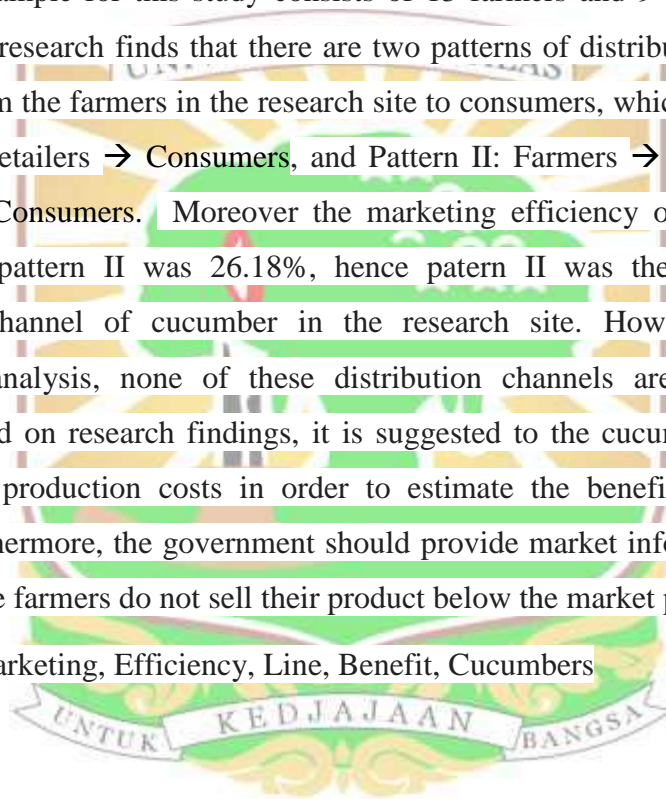 ample for this study consists of farmers and 9
research finds that there are two patterns of distribu
UN AS
m the farmers in the research site to consumers, whic
etailers → Consumers, and Pattern II: Farmers →
Consumers. Moreover the marketing efficiency o
pattern II was 26.18%, hence patern II was the
hannel of cucumber in the research site. How
analysis, none of these distribution channels are
d on research findings, it is suggested to the cucum
production costs in order to estimate the benefi
hermore, the government should provide market info
e farmers do not sell their product below the market p
arketing, Efficiency, Line, Benefit, Cucumbers
UNTUK KEDJAJAAN BANGSA